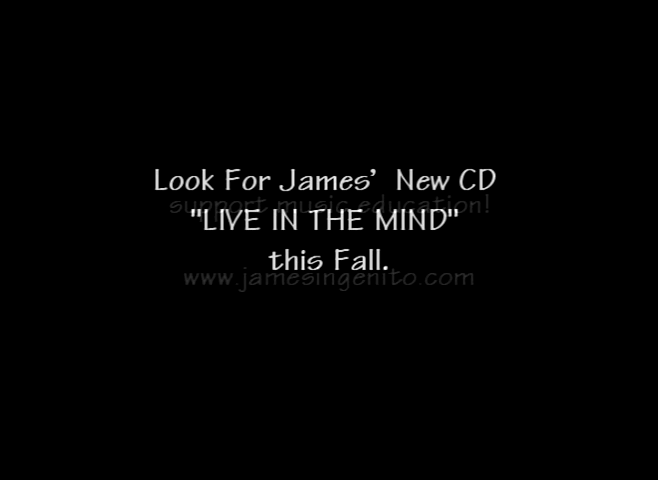 Look For James’ New CD
support music education!
"LIVE IN THE MIND"
this Fall.
www.jamesingenito.com